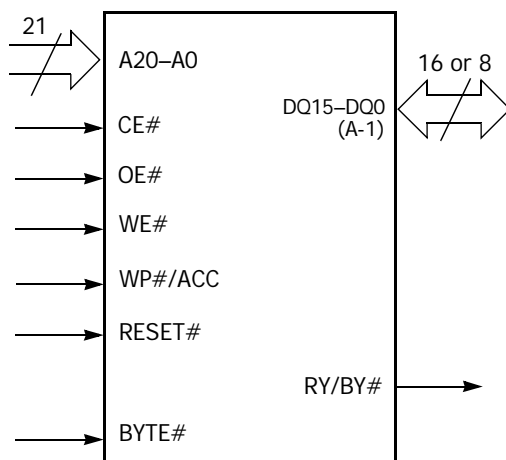 21
A20–A0
16 or 8
CE#
DQ15–DQ0
(A-1)
OE#
WE#
WP#/ACC
RESET#
RY/BY#
BYTE#